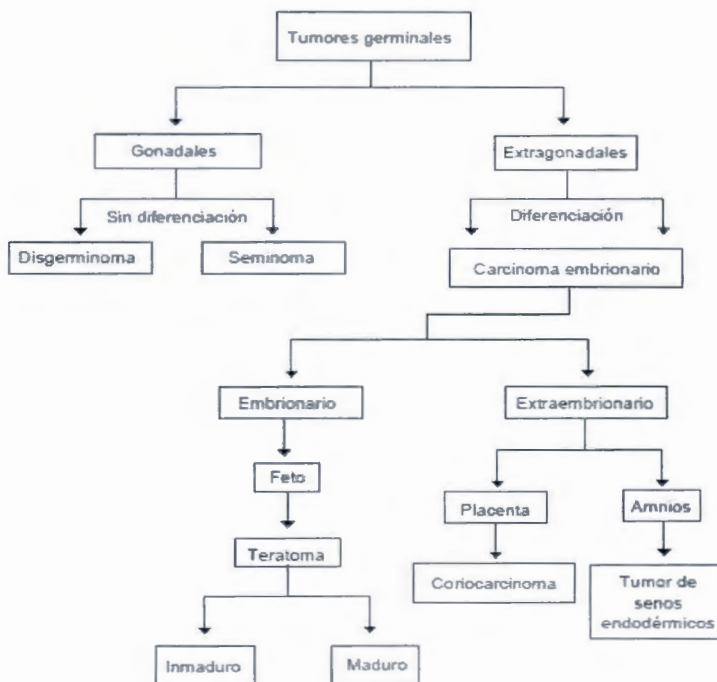 Tumores germinales
Gonadales
Extragonadales
Sin diferenciación
Diferenciación
Disgerminoma
Seminoma
Carcinoma embrionario
Embrionario
Extraembrionario
Feto
Placenta
Amnios
Teratoma
Coriocarcinoma
Tumor de
senos
endodérmicos
Inmaduro
Maduro